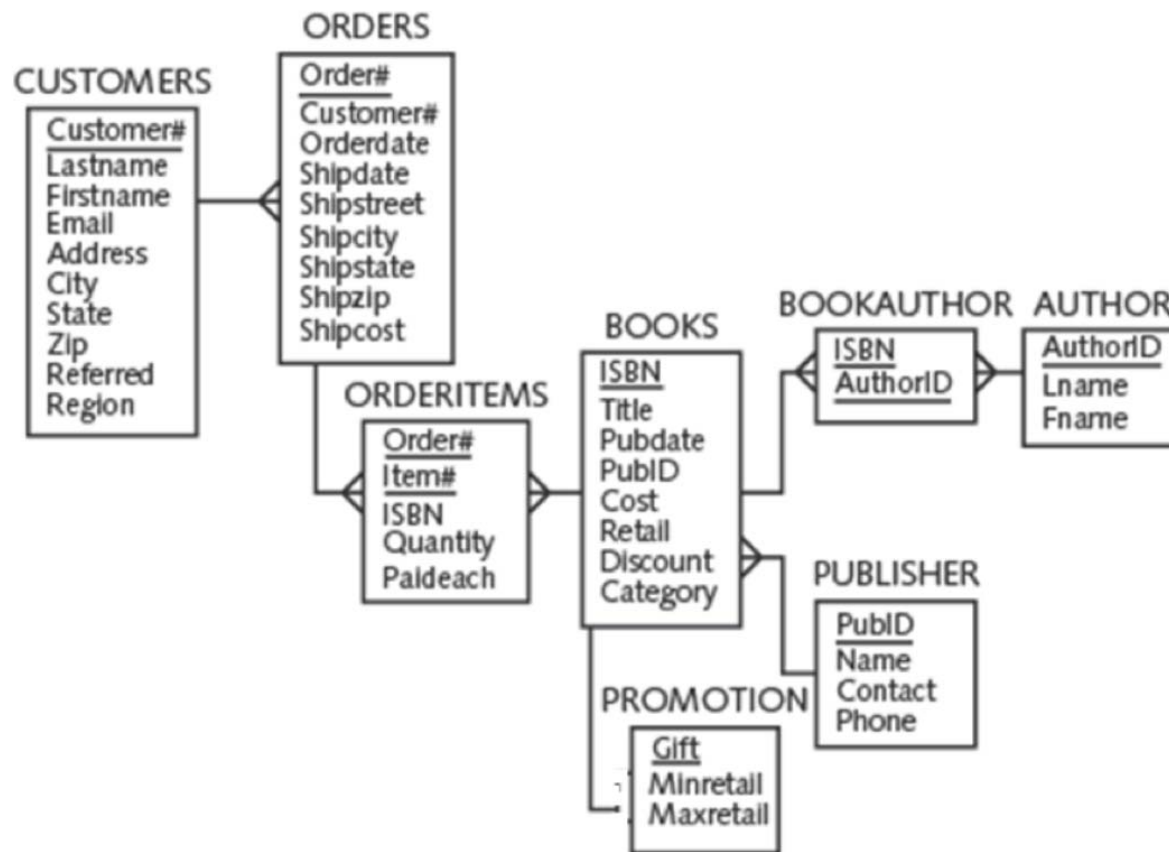 CUSTOMERS
Customer#
Lastname
Firstname
Email
Address
City
State
Zip
Referred
Region
ORDERS
Order#
Customer#
Orderdate
Shipdate
Shipstreet
Shipcity
Shipstate
Shipzip
Shipcost
ORDERITEMS
Order#
Item#
ISBN
Quantity
Paideach
BOOKS
ISBN
Title
Pubdate
PubID
Cost
Retail
Discount
Category
BOOKAUTHOR
ISBN
AuthorID
AUTHOR
AuthorID
Lname
Fname
PUBLISHER
PubID
Name
Contact
Phone
PROMOTION
Gift
Minretail
Maxretail